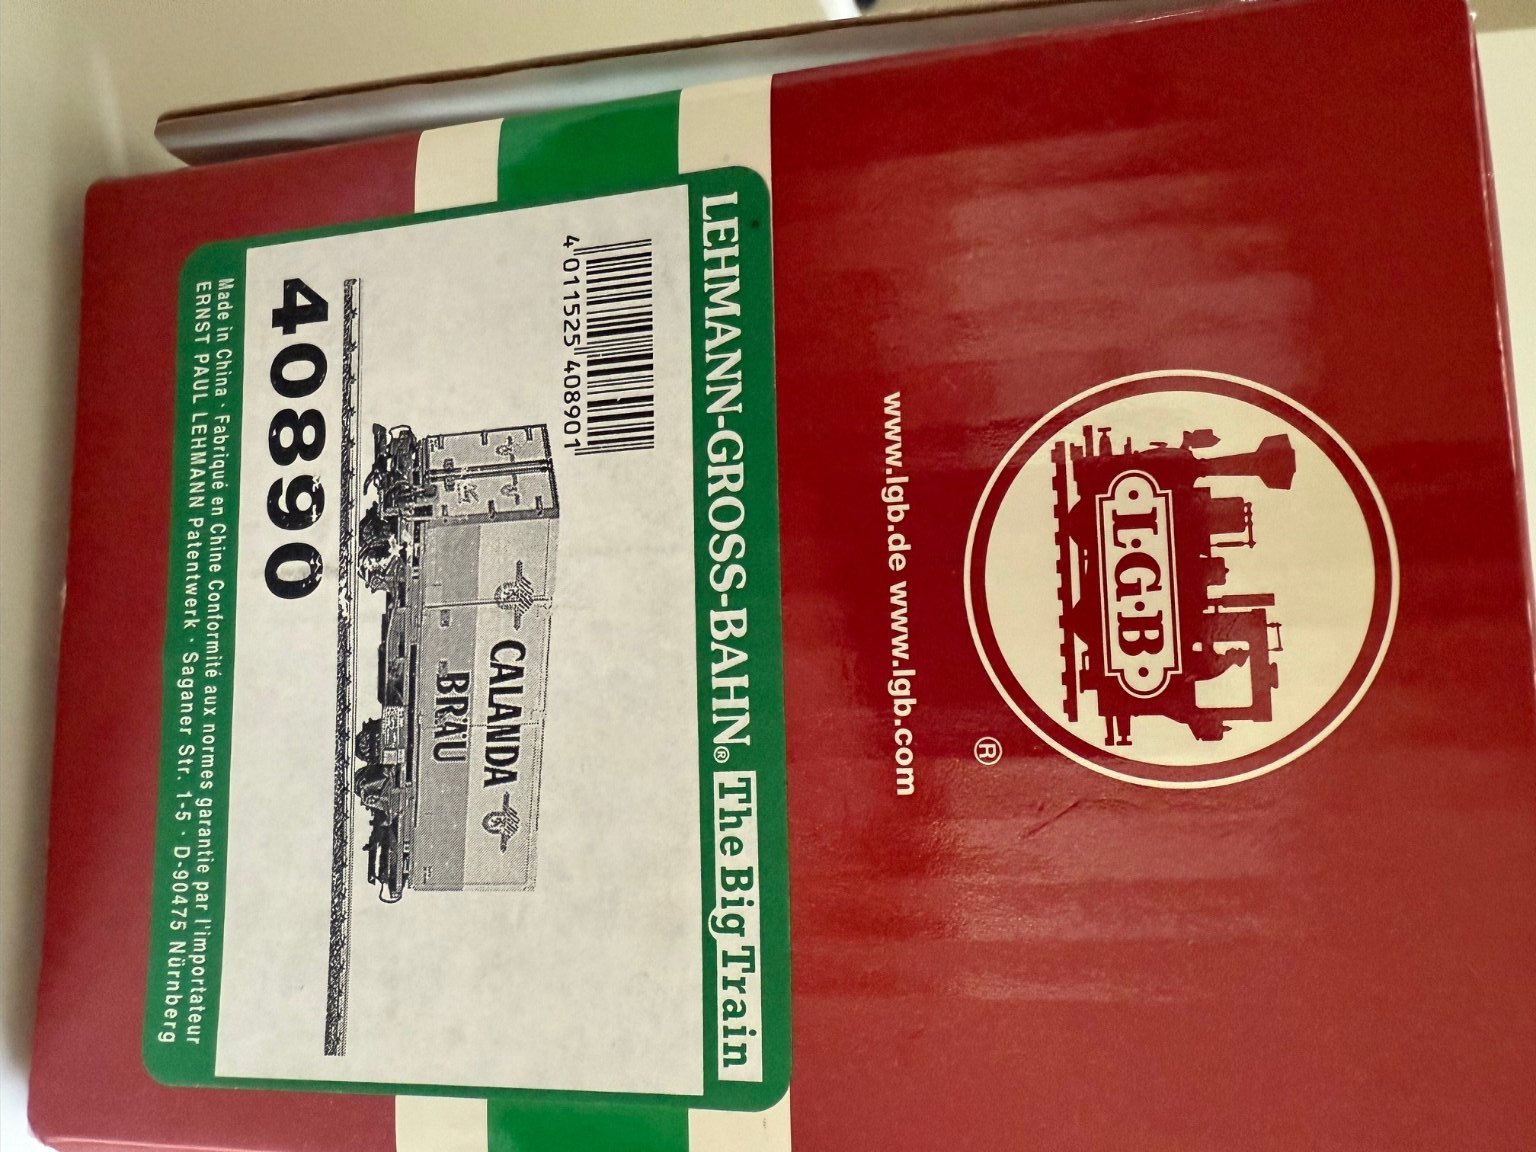 L·G·B
®
www.lgb.de www.lgb.com
LEHMANN-GROSS-BAHN® The Big Train
4 011525 408901
CALANDA
BRÄU
40890
Made in China · Fabriqué en Chine Conformité aux normes garantie par l'importateur
ERNST PAUL LEHMANN Patentwerk · Saganer Str. 1-5 · D-90475 Nürnberg